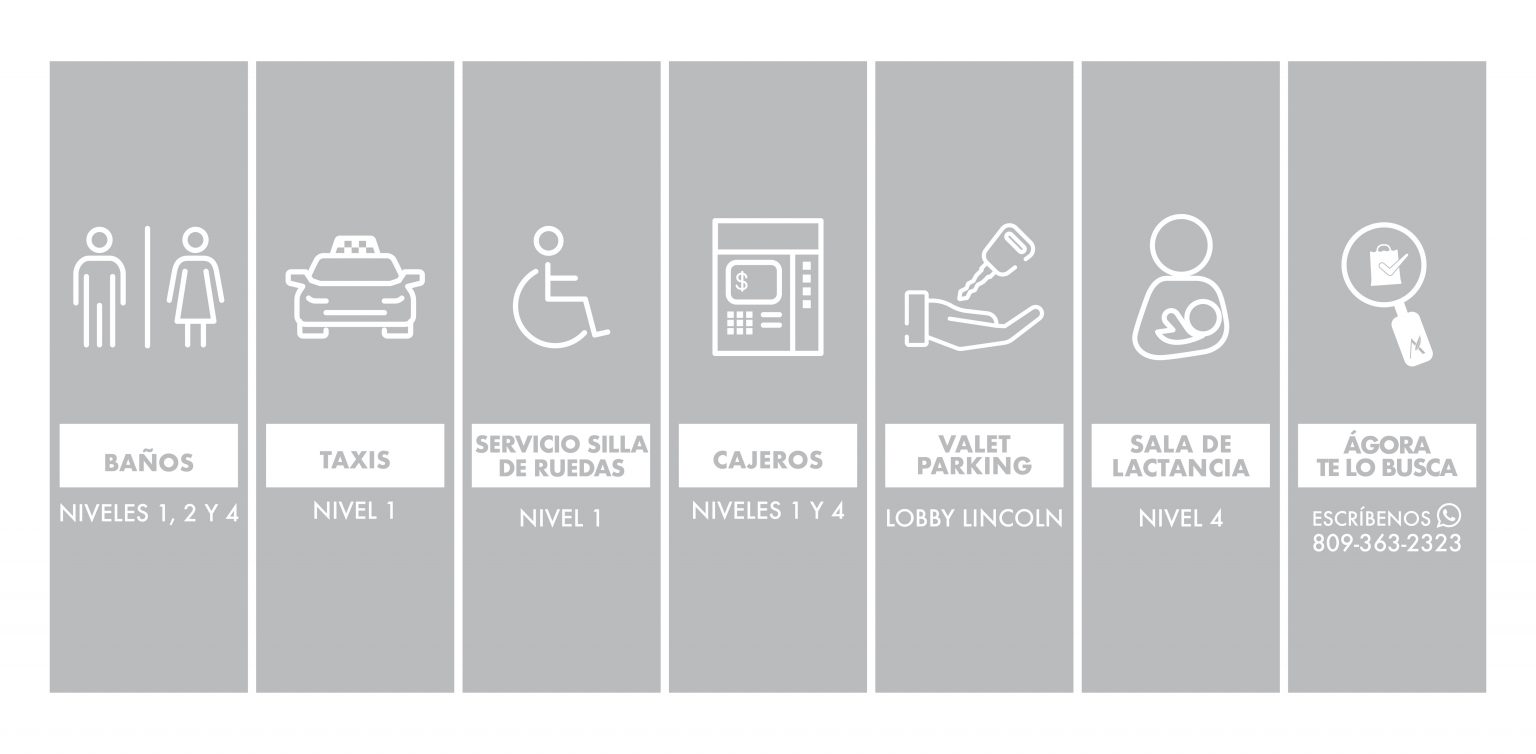 BAÑOS
NIVELES 1, 2 Y 4
TAXIS
NIVEL 1
SERVICIO SILLA
DE RUEDAS
NIVEL 1
$
CAJEROS
NIVELES 1 Y 4
VALET
PARKING
LOBBY LINCOLN
SALA DE
LACTANCIA
NIVEL 4
ÁGORA
TE LO BUSCA
ESCRÍBENOS
809-363-2323